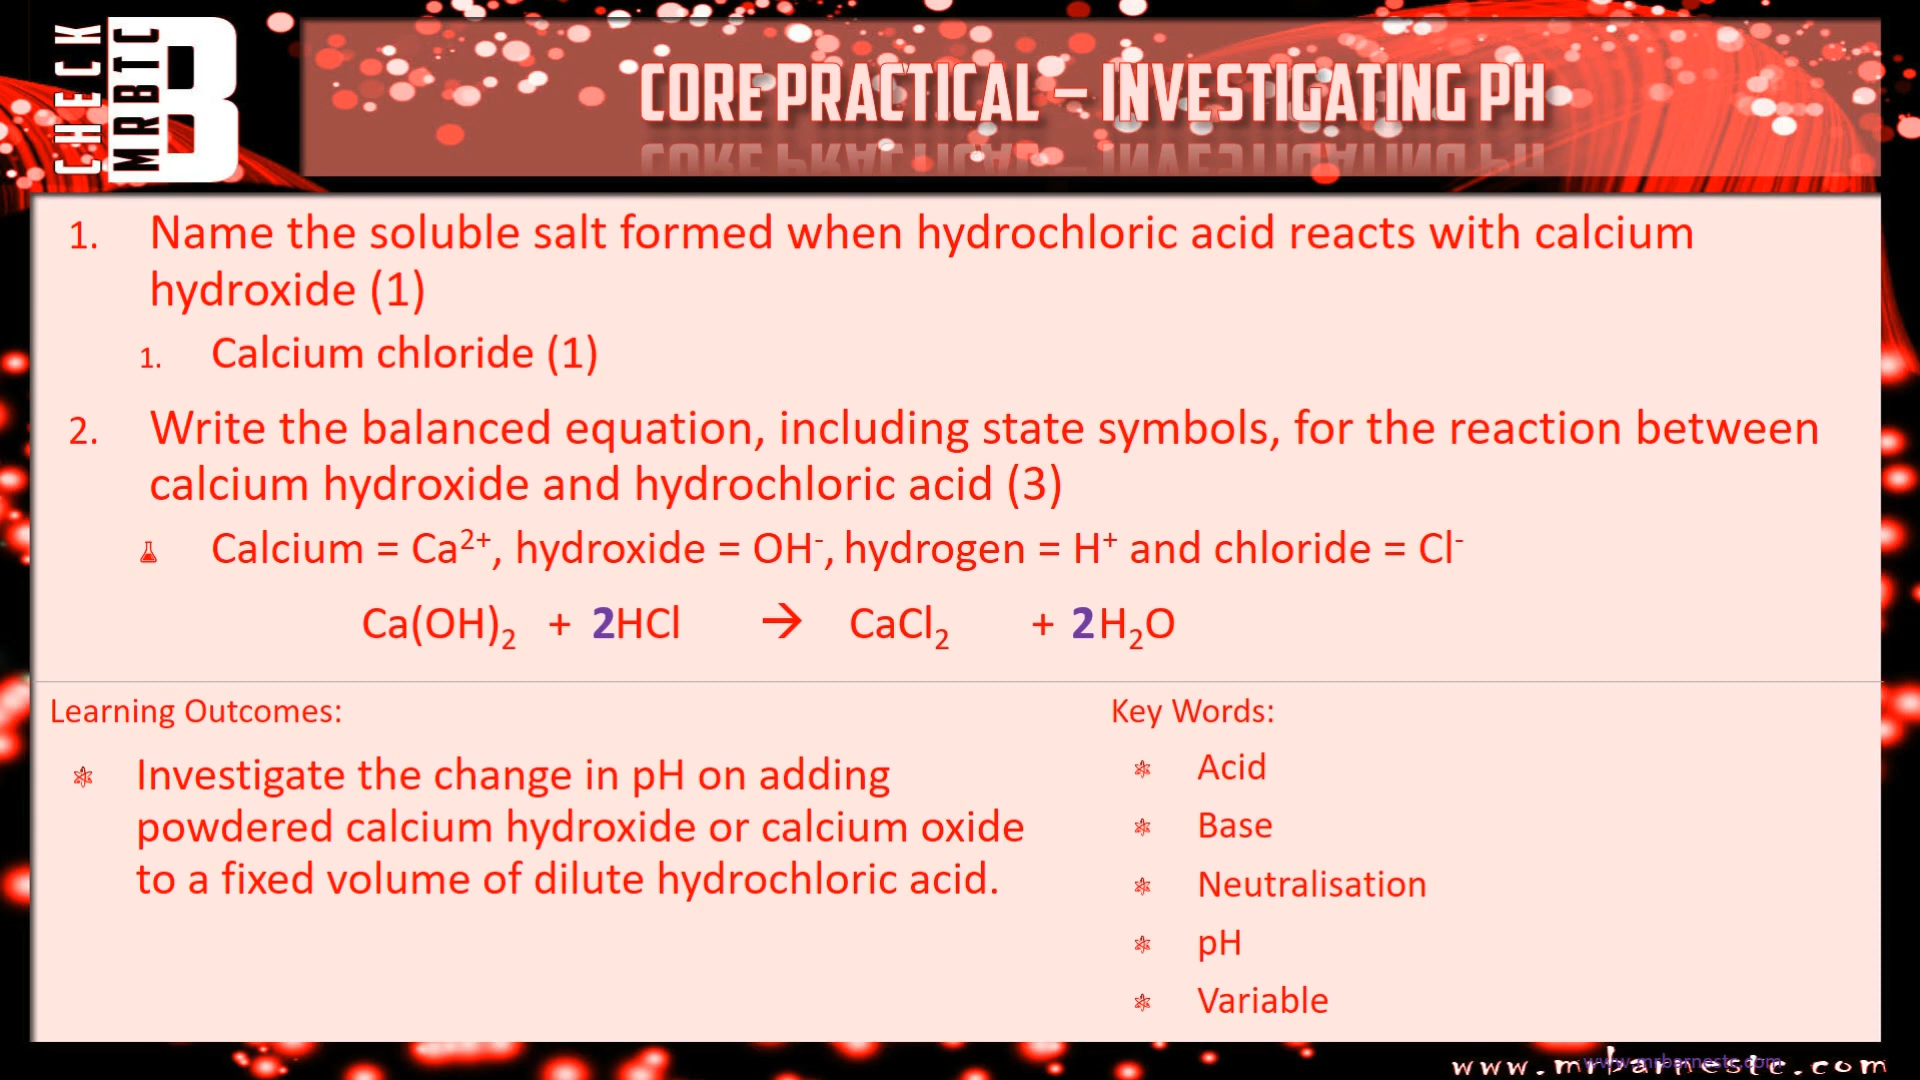 CHECK
MRBTC
B
CORE PRACTICAL – INVESTIGATING PH
1. Name the soluble salt formed when hydrochloric acid reacts with calcium
hydroxide (1)
1. Calcium chloride (1)
2. Write the balanced equation, including state symbols, for the reaction between
calcium hydroxide and hydrochloric acid (3)
Calcium = Ca²⁺, hydroxide = OH⁻, hydrogen = H⁺ and chloride = Cl⁻
Ca(OH)₂ + 2HCl → CaCl₂ + 2H₂O
Learning Outcomes:
Investigate the change in pH on adding
powdered calcium hydroxide or calcium oxide
to a fixed volume of dilute hydrochloric acid.
Key Words:
Acid
Base
Neutralisation
pH
Variable
www.mrbarnestc.com
www.mrbarnestc.com